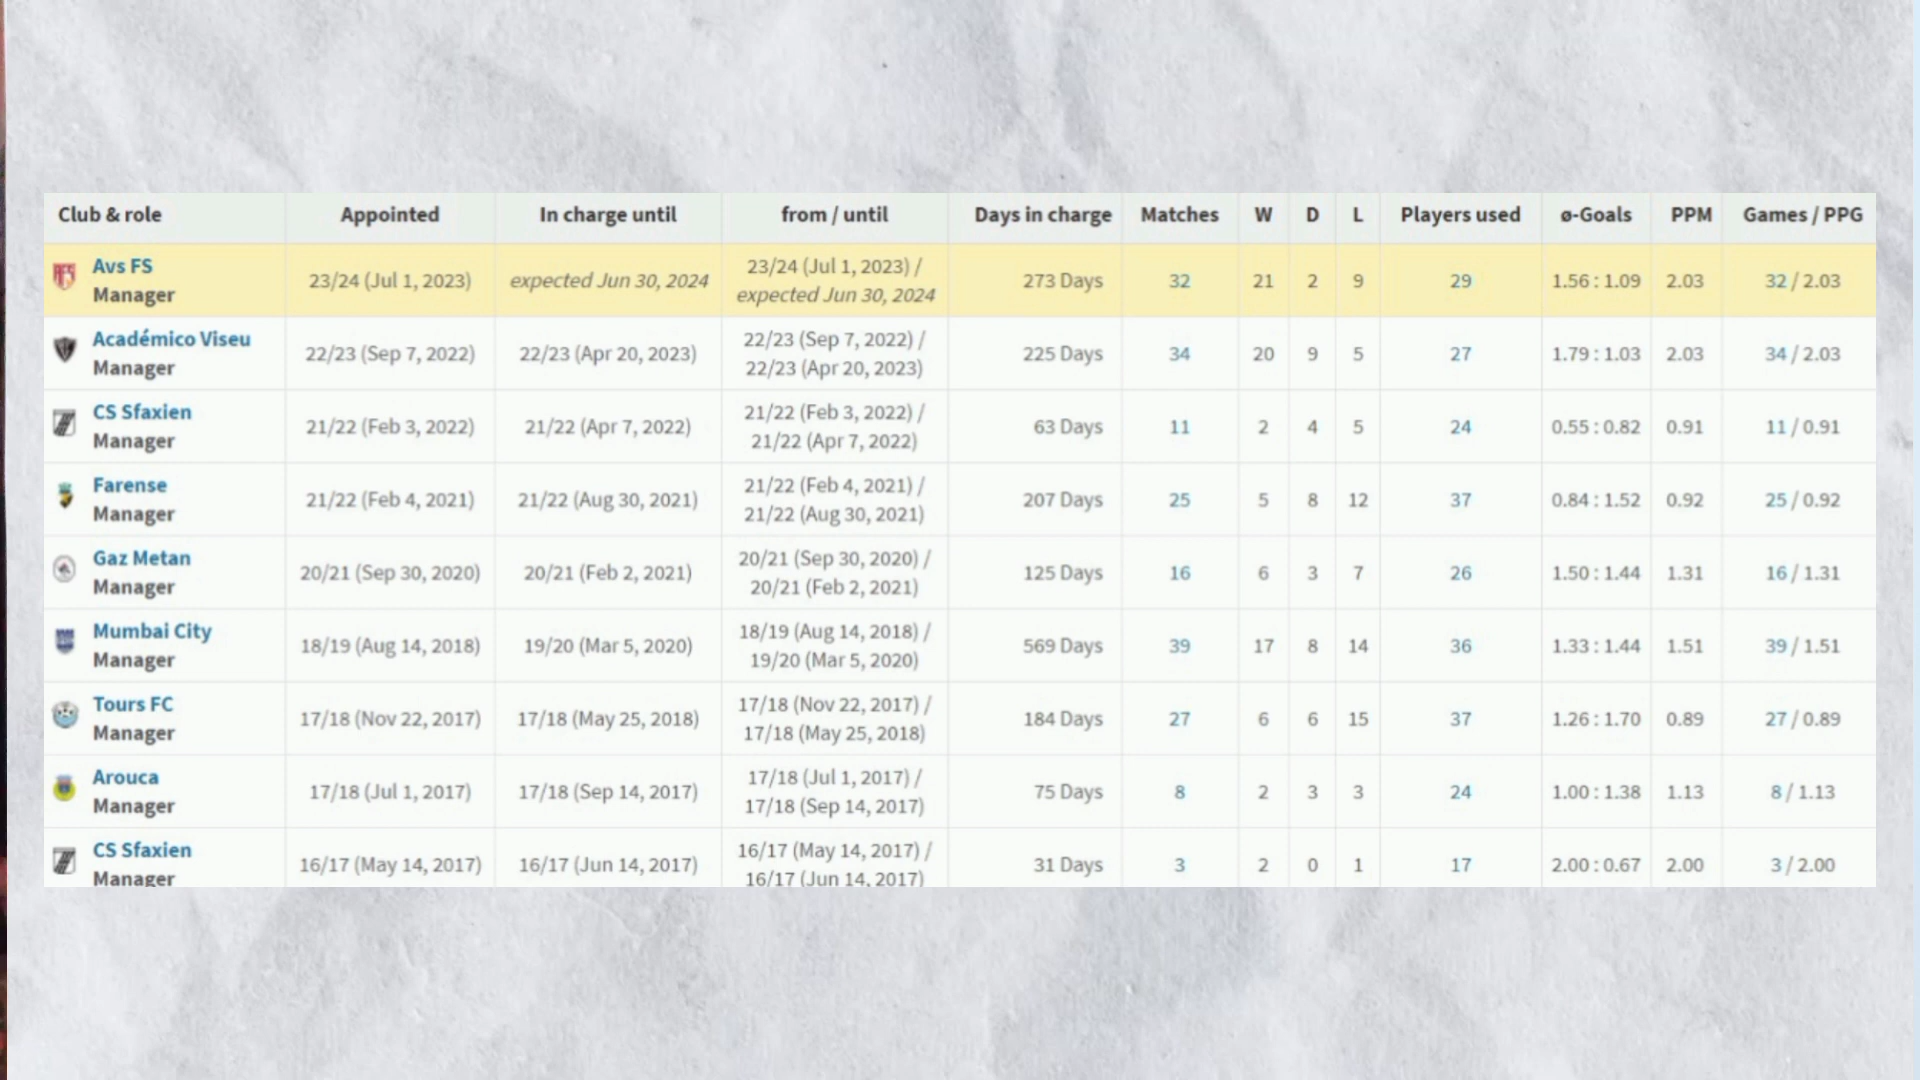 Club & role Appointed In charge until from / until Days in charge Matches W D L Players used ø-Goals PPM Games / PPG
Avs FS
Manager
23/24 (Jul 1, 2023) expected Jun 30, 2024
23/24 (Jul 1, 2023) /
expected Jun 30, 2024
273 Days 32 21 2 9 29 1.56 : 1.09 2.03 32 / 2.03
Académico Viseu
Manager
22/23 (Sep 7, 2022) 22/23 (Apr 20, 2023)
22/23 (Sep 7, 2022) /
22/23 (Apr 20, 2023)
225 Days 34 20 9 5 27 1.79 : 1.03 2.03 34 / 2.03
CS Sfaxien
Manager
21/22 (Feb 3, 2022) 21/22 (Apr 7, 2022)
21/22 (Feb 3, 2022) /
21/22 (Apr 7, 2022)
63 Days 11 2 4 5 24 0.55 : 0.82 0.91 11 / 0.91
Farense
Manager
21/22 (Feb 4, 2021) 21/22 (Aug 30, 2021)
21/22 (Feb 4, 2021) /
21/22 (Aug 30, 2021)
207 Days 25 5 8 12 37 0.84 : 1.52 0.92 25 / 0.92
Gaz Metan
Manager
20/21 (Sep 30, 2020) 20/21 (Feb 2, 2021)
20/21 (Sep 30, 2020) /
20/21 (Feb 2, 2021)
125 Days 16 6 3 7 26 1.50 : 1.44 1.31 16 / 1.31
Mumbai City
Manager
18/19 (Aug 14, 2018) 19/20 (Mar 5, 2020)
18/19 (Aug 14, 2018) /
19/20 (Mar 5, 2020)
569 Days 39 17 8 14 36 1.33 : 1.44 1.51 39 / 1.51
Tours FC
Manager
17/18 (Nov 22, 2017) 17/18 (May 25, 2018)
17/18 (Nov 22, 2017) /
17/18 (May 25, 2018)
184 Days 27 6 6 15 37 1.26 : 1.70 0.89 27 / 0.89
Arouca
Manager
17/18 (Jul 1, 2017) 17/18 (Sep 14, 2017)
17/18 (Jul 1, 2017) /
17/18 (Sep 14, 2017)
75 Days 8 2 3 3 24 1.00 : 1.38 1.13 8 / 1.13
CS Sfaxien
Manager
16/17 (May 14, 2017) 16/17 (Jun 14, 2017)
16/17 (May 14, 2017) /
16/17 (Jun 14, 2017)
31 Days 3 2 0 1 17 2.00 : 0.67 2.00 3 / 2.00